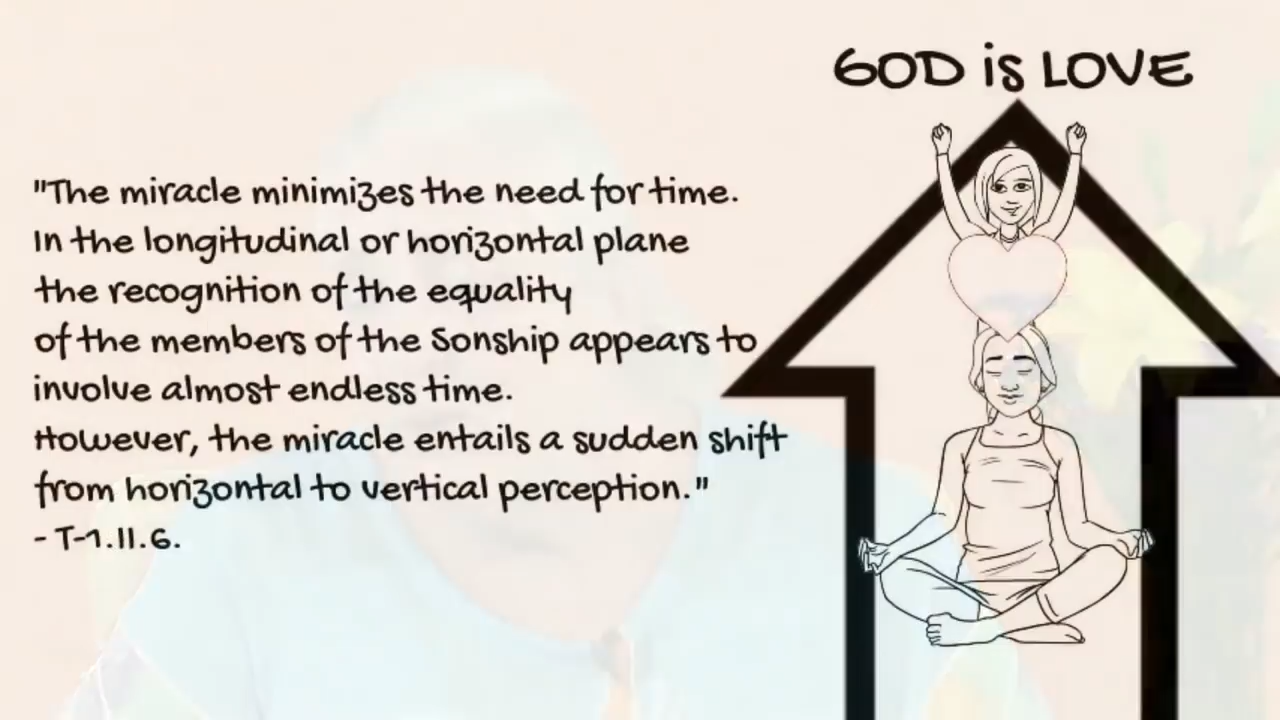 GOD is LOVE
"The miracle minimizes the need for time.
In the longitudinal or horizontal plane
the recognition of the equality
of the members of the Sonship appears to
involve almost endless time.
However, the miracle entails a sudden shift
from horizontal to vertical perception."
- T-1.II.6.